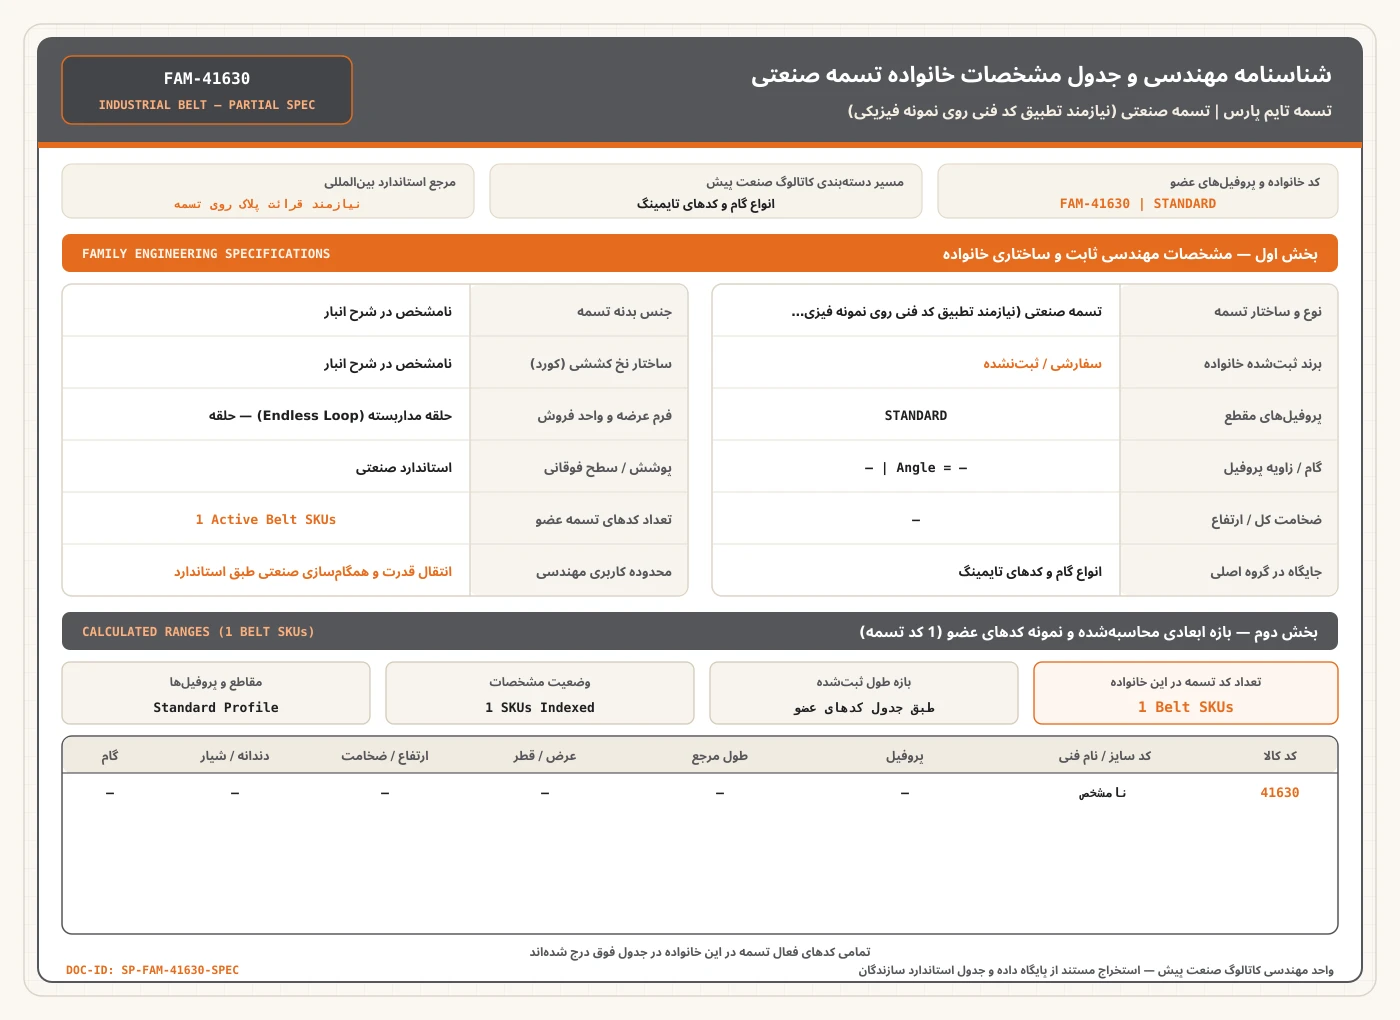 شناسنامه مهندسی و جدول مشخصات خانواده تسمه صنعتی
تسمه تایم پارس | تسمه صنعتی (نیازمند تطبیق کد فنی روی نمونه فیزیکی)
FAM-41630
INDUSTRIAL BELT — PARTIAL SPEC
کد خانواده و پروفیل‌های عضو
FAM-41630 | STANDARD
مسیر دسته‌بندی کاتالوگ صنعت پیش
انواع گام و کدهای تایمینگ
مرجع استاندارد بین‌المللی
نیازمند قرائت پلاک روی تسمه
بخش اول — مشخصات مهندسی ثابت و ساختاری خانواده
FAMILY ENGINEERING SPECIFICATIONS
نوع و ساختار تسمه
تسمه صنعتی (نیازمند تطبیق کد فنی روی نمونه فیزی...
برند ثبت‌شده خانواده
سفارشی / ثبت‌نشده
پروفیل‌های مقطع
STANDARD
گام / زاویه پروفیل
— | Angle = —
ضخامت کل / ارتفاع
—
جایگاه در گروه اصلی
انواع گام و کدهای تایمینگ
جنس بدنه تسمه
نامشخص در شرح انبار
ساختار نخ کششی (کورد)
نامشخص در شرح انبار
فرم عرضه و واحد فروش
حلقه مداربسته (Endless Loop) — حلقه
پوشش / سطح فوقانی
استاندارد صنعتی
تعداد کدهای تسمه عضو
1 Active Belt SKUs
محدوده کاربری مهندسی
انتقال قدرت و همگام‌سازی صنعتی طبق استاندارد
بخش دوم — بازه ابعادی محاسبه‌شده و نمونه کدهای عضو (1 کد تسمه)
CALCULATED RANGES (1 BELT SKUs)
تعداد کد تسمه در این خانواده
1 Belt SKUs
بازه طول ثبت‌شده
طبق جدول کدهای عضو
وضعیت مشخصات
1 SKUs Indexed
مقاطع و پروفیل‌ها
Standard Profile
کد کالا کد سایز / نام فنی پروفیل طول مرجع عرض / قطر ارتفاع / ضخامت دندانه / شیار گام
41630 نامشخص — — — — — —
تمامی کدهای فعال تسمه در این خانواده در جدول فوق درج شده‌اند
واحد مهندسی کاتالوگ صنعت پیش — استخراج مستند از پایگاه داده و جدول استاندارد سازندگان
DOC-ID: SP-FAM-41630-SPEC